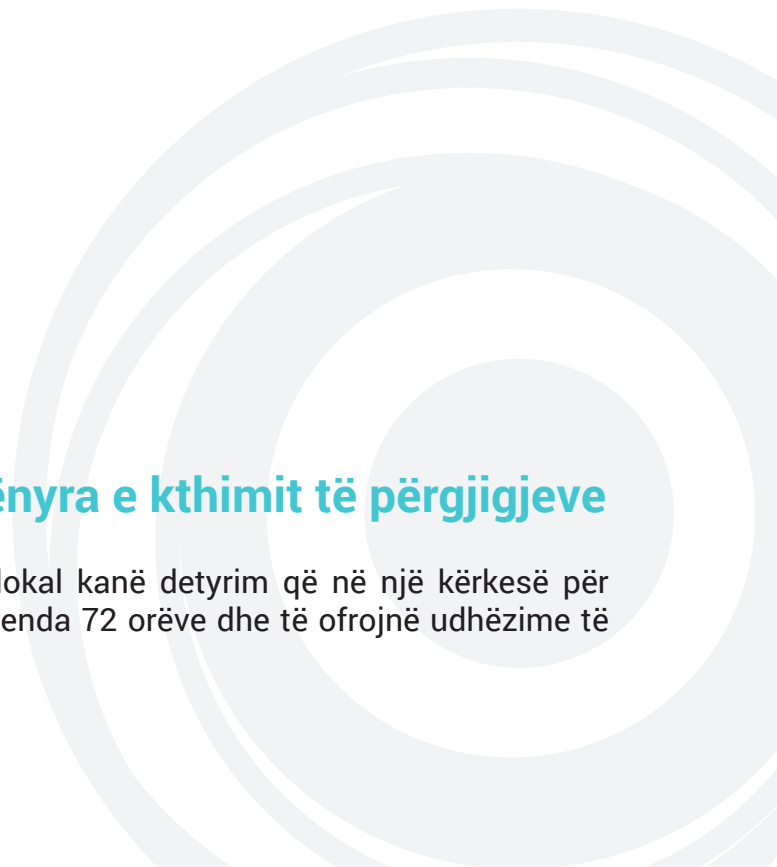 ënyra e kthimit të përgjigjeve
lokal kanë detyrim që në një kërkesë për
enda 72 orëve dhe të ofrojnë udhëzime të